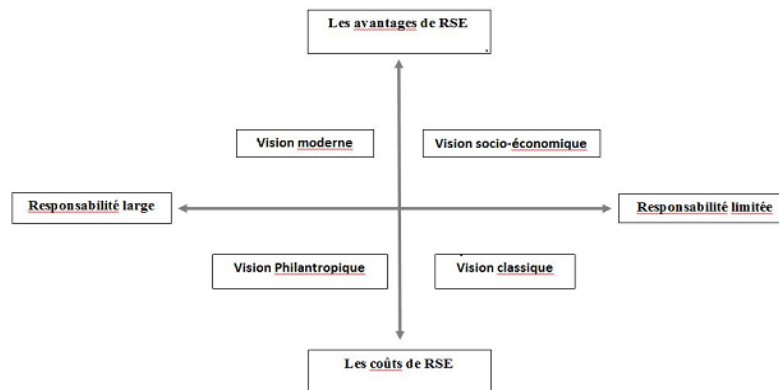 Les avantages de RSE
.
Vision moderne
Vision socio-économique
Responsabilité large
Responsabilité limitée
Vision Philantropique
Vision classique
Les coûts de RSE